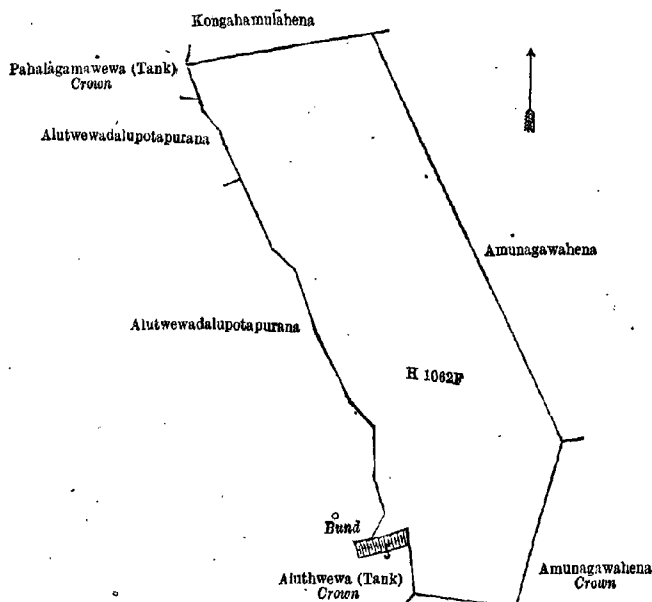 Kongahamulahena
Pahalagamawewa (Tank)
Crown
Alutwewadalupotapurana
Amunagawahena
Alutwewadalupotapurana
H 1062F
Bund
Aluthwewa (Tank)
Crown
Amunagawahena
Crown